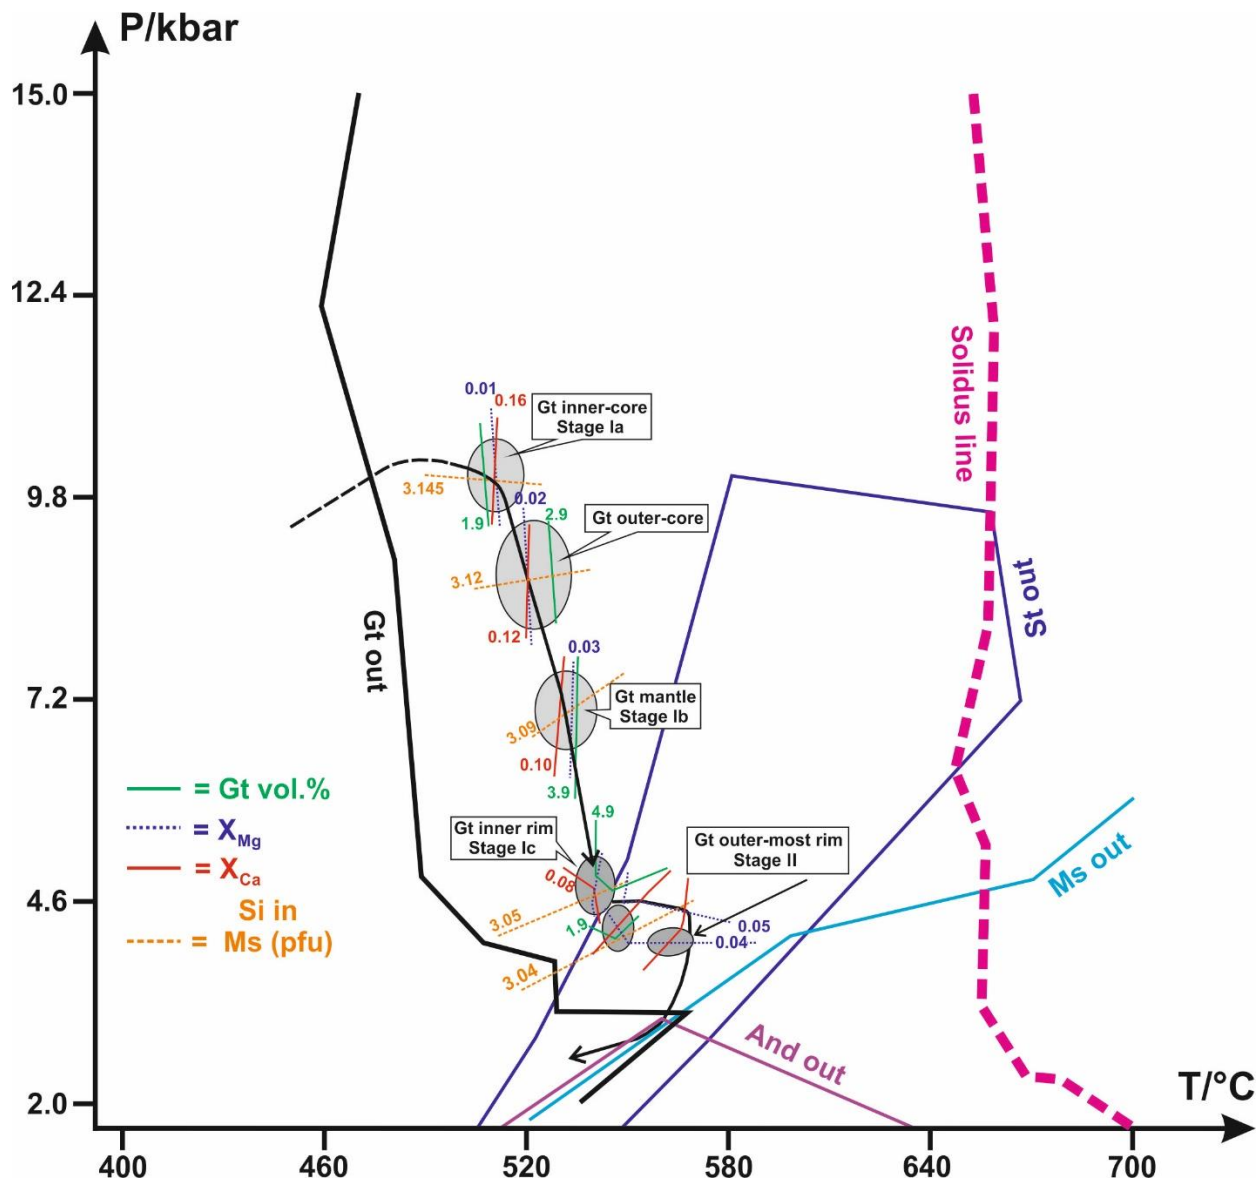 P/kbar
15.0
12.4
9.8
7.2
4.6
2.0
0.01
0.16
Gt inner-core
Stage Ia
3.145
1.9
0.02
2.9
Gt outer-core
3.12
0.12
0.03
Gt mantle
Stage Ib
3.09
0.10
3.9
4.9
Gt inner rim
Stage Ic
Gt outer-most rim
Stage II
0.08
3.05
1.9
0.05
0.04
3.04
Gt out
Solidus line
St out
Ms out
And out
= Gt vol.%
= XMg
= XCa
Si in
= Ms (pfu)
T/°C
400
460
520
580
640
700